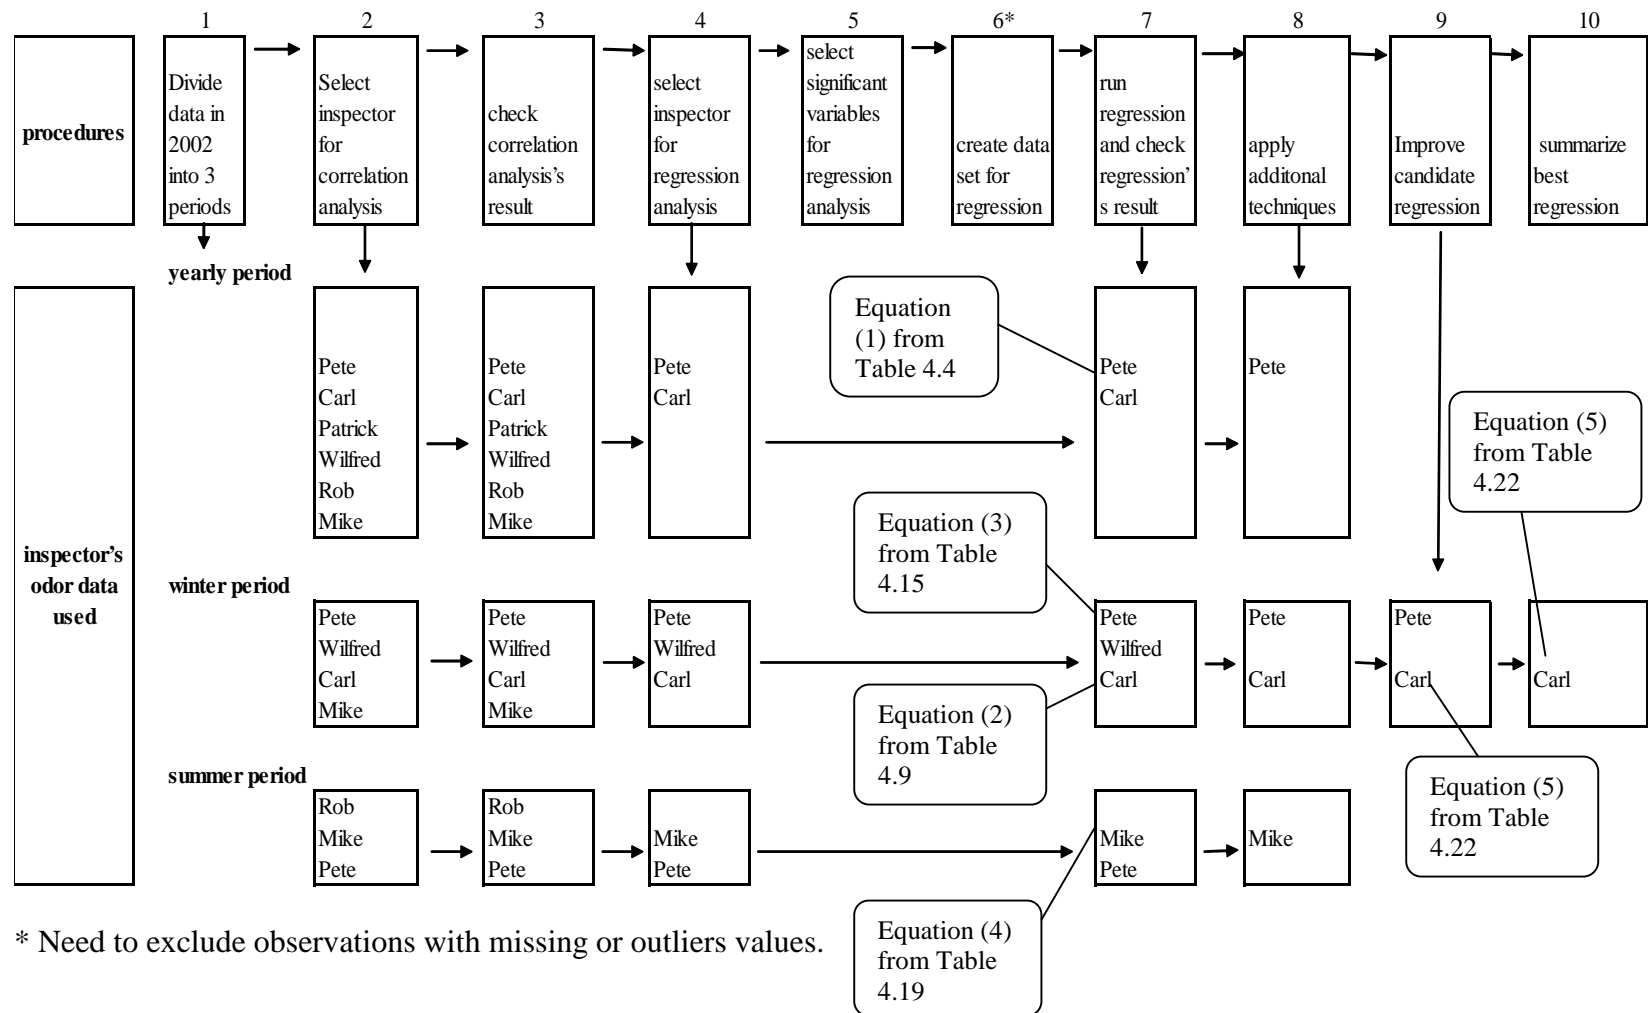 1
2
3
4
5
6*
7
8
9
10
procedures
Divide
data in
2002
into 3
periods
Select
inspector
for
correlation
analysis
check
correlation
analysis's
result
select
inspector
for
regression
analysis
select
significant
variables
for
regression
analysis
create data
set for
regression
run
regression
and check
regression'
s result
apply
additonal
techniques
Improve
candidate
regression
summarize
best
regression
inspector's
odor data
used
yearly period
Pete
Carl
Patrick
Wilfred
Rob
Mike
Pete
Carl
Patrick
Wilfred
Rob
Mike
Pete
Carl
Equation
(1) from
Table 4.4
Pete
Carl
Pete
Equation (5)
from Table
4.22
winter period
Pete
Wilfred
Carl
Mike
Pete
Wilfred
Carl
Mike
Pete
Wilfred
Carl
Equation (3)
from Table
4.15
Equation (2)
from Table
4.9
Pete
Wilfred
Carl
Pete
Carl
Pete
Carl
Carl
Equation (5)
from Table
4.22
summer period
Rob
Mike
Pete
Rob
Mike
Pete
Mike
Pete
Mike
Pete
Mike
Equation (4)
from Table
4.19
* Need to exclude observations with missing or outliers values.